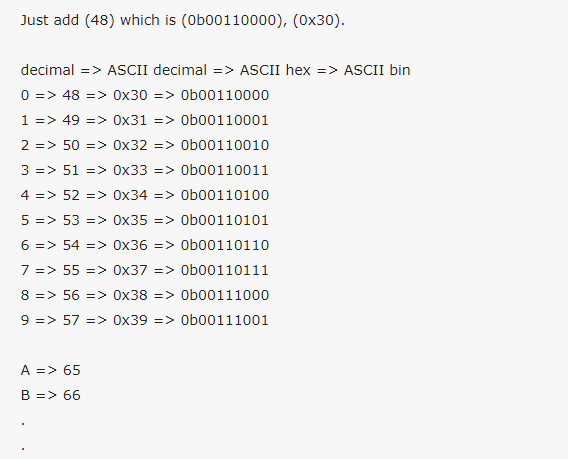 Just add (48) which is (0b00110000), (0x30).
decimal => ASCII decimal => ASCII hex => ASCII bin
0 => 48 => 0x30 => 0b00110000
1 => 49 => 0x31 => 0b00110001
2 => 50 => 0x32 => 0b00110010
3 => 51 => 0x33 => 0b00110011
4 => 52 => 0x34 => 0b00110100
5 => 53 => 0x35 => 0b00110101
6 => 54 => 0x36 => 0b00110110
7 => 55 => 0x37 => 0b00110111
8 => 56 => 0x38 => 0b00111000
9 => 57 => 0x39 => 0b00111001
A => 65
B => 66
.
.